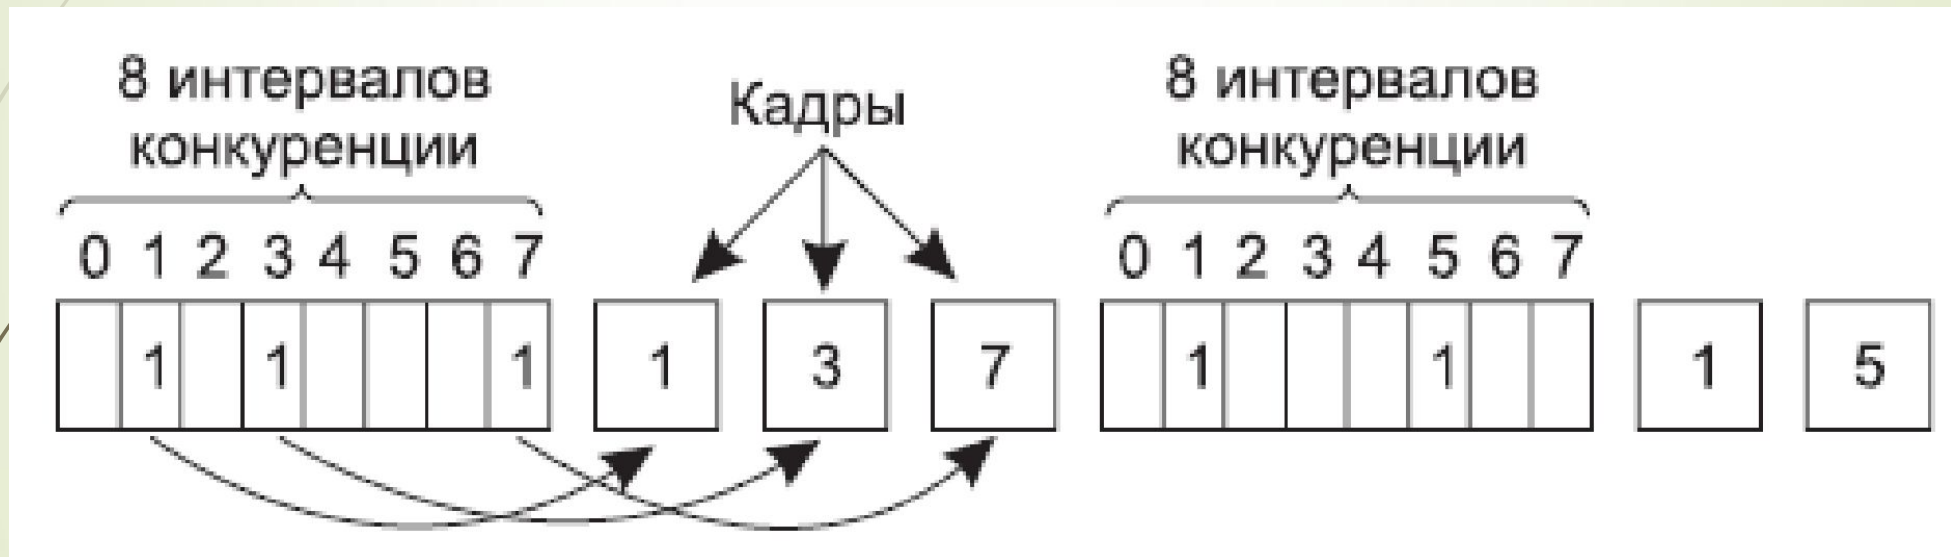 8 интервалов
конкуренции
Кадры
8 интервалов
конкуренции
0 1 2 3 4 5 6 7
0 1 2 3 4 5 6 7
1 1 1 1 3 7 1 1 1 5